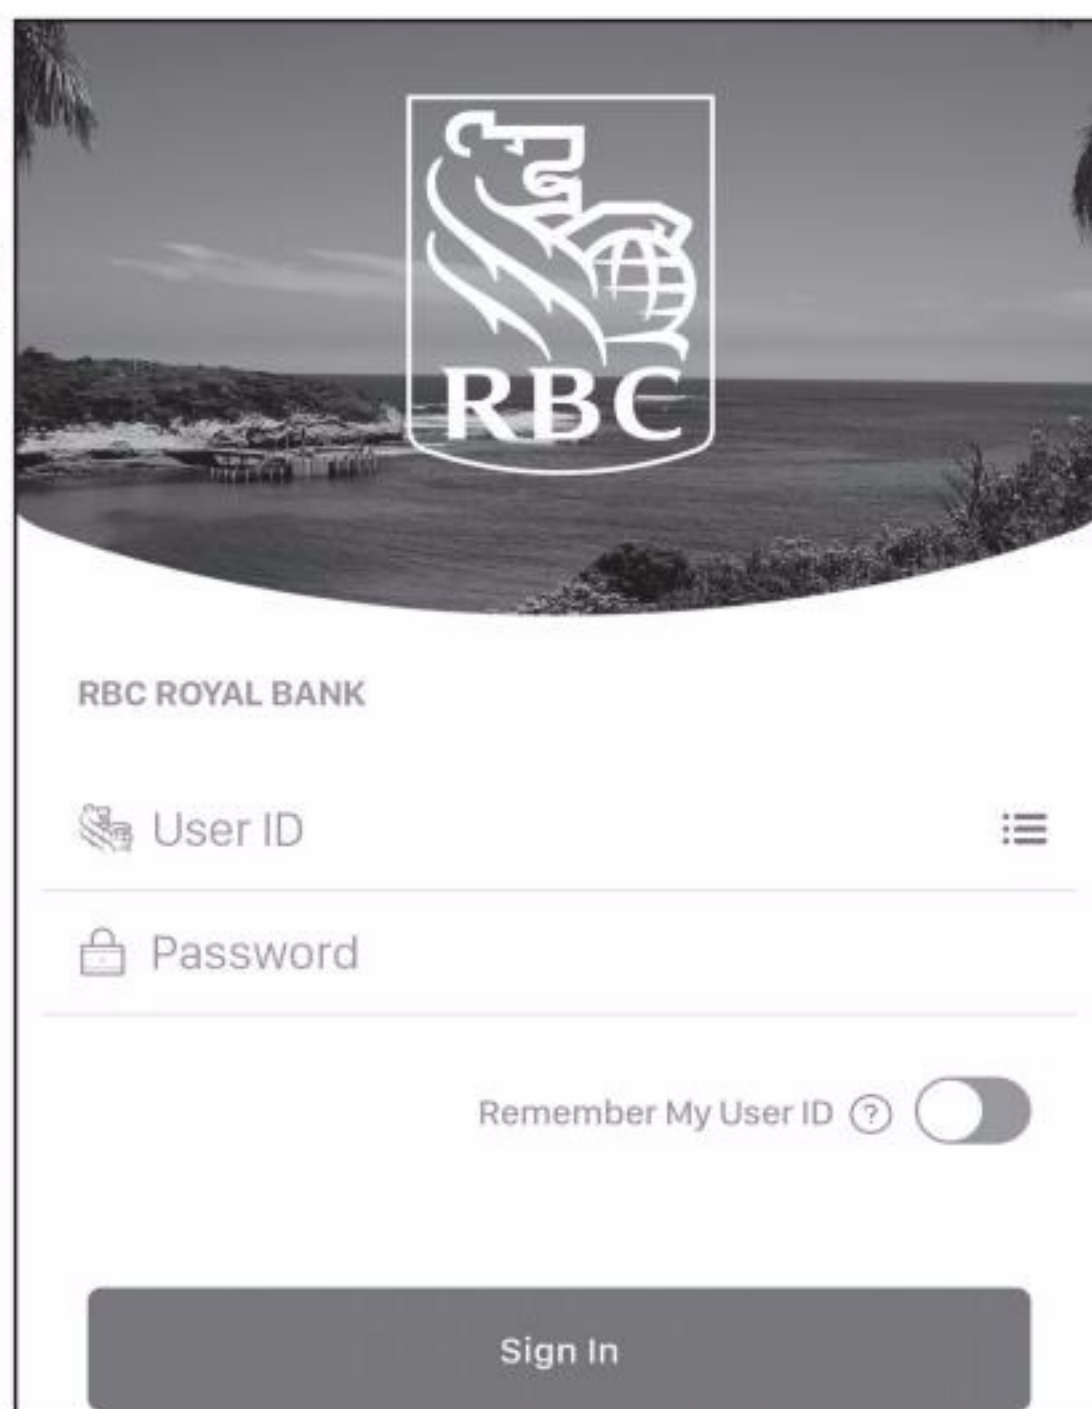 RBC
RBC ROYAL BANK
User ID
Password
Remember My User ID ?
Sign In